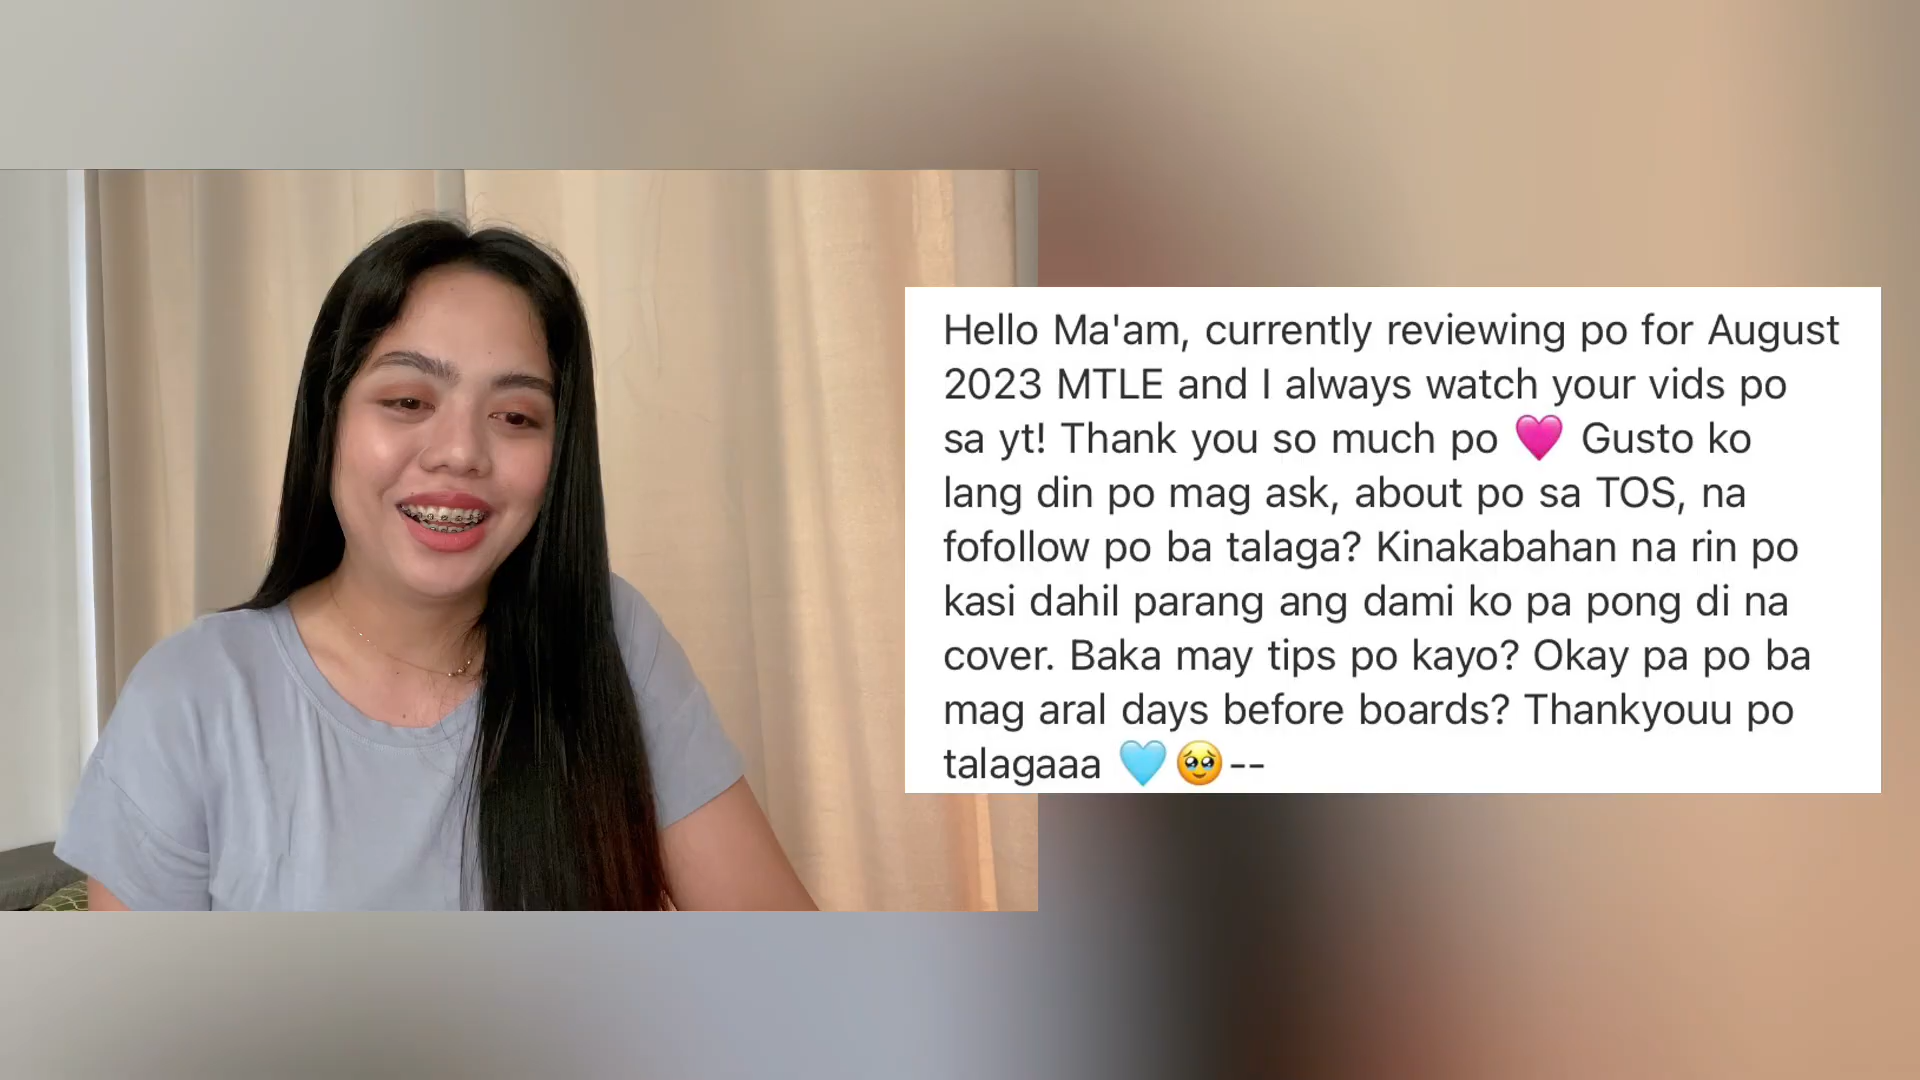 Hello Ma'am, currently reviewing po for August
2023 MTLE and I always watch your vids po
sa yt! Thank you so much po 🩷 Gusto ko
lang din po mag ask, about po sa TOS, na
fofollow po ba talaga? Kinakabahan na rin po
kasi dahil parang ang dami ko pa pong di na
cover. Baka may tips po kayo? Okay pa po ba
mag aral days before boards? Thankyouu po
talagaaa 🩵🥹--